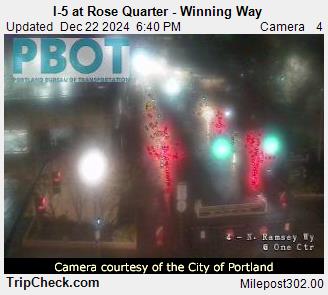 I-5 at Rose Quarter - Winning Way
Updated Dec 22 2024 6:40 PM Camera 4
PBOT
PORTLAND BUREAU OF TRANSPORTATION
4 - N. Ramsey Wy
@ One Ctr
Camera courtesy of the City of Portland
TripCheck.com Milepost302.00